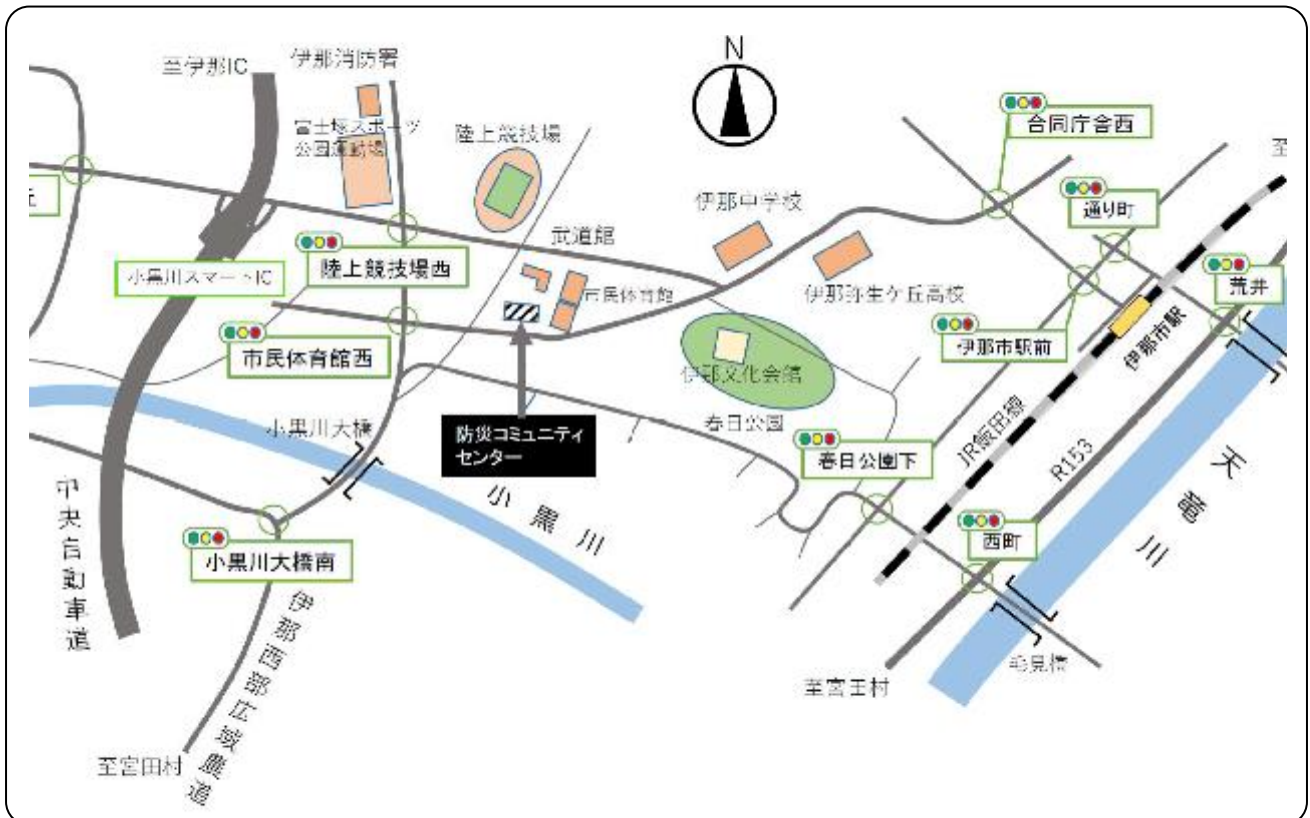 N
至伊那IC
伊那消防署
富士塚スポーツ
公園運動場
陸上競技場
合同庁舎西
伊那中学校
通り町
至
丘
武道館
陸上競技場西
小黒川スマートIC
市民体育館
伊那弥生ケ丘高校
荒井
市民体育館西
伊那市駅前
伊那市駅
伊那文化会館
春日公園
小黒川大橋
防災コミュニティ
センター
春日公園下
JR飯田線
R153
天竜川
小黒川
西町
中央自動車道
小黒川大橋南
伊那西部広域農道
毛見橋
至宮田村
至宮田村